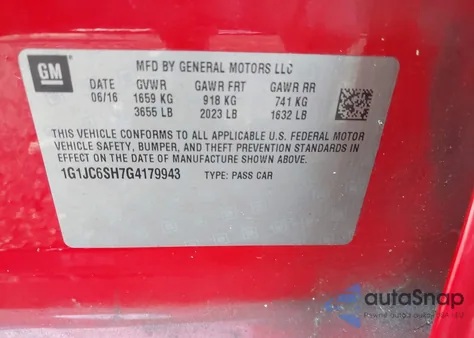 GM
MFD BY GENERAL MOTORS LLC
DATE GVWR GAWR FRT GAWR RR
06/16 1659 KG 918 KG 741 KG
3655 LB 2023 LB 1632 LB
THIS VEHICLE CONFORMS TO ALL APPLICABLE U.S. FEDERAL MOTOR
VEHICLE SAFETY, BUMPER, AND THEFT PREVENTION STANDARDS IN
EFFECT ON THE DATE OF MANUFACTURE SHOWN ABOVE.
1G1JC6SH7G4179943 TYPE: PASS CAR
autoSnap